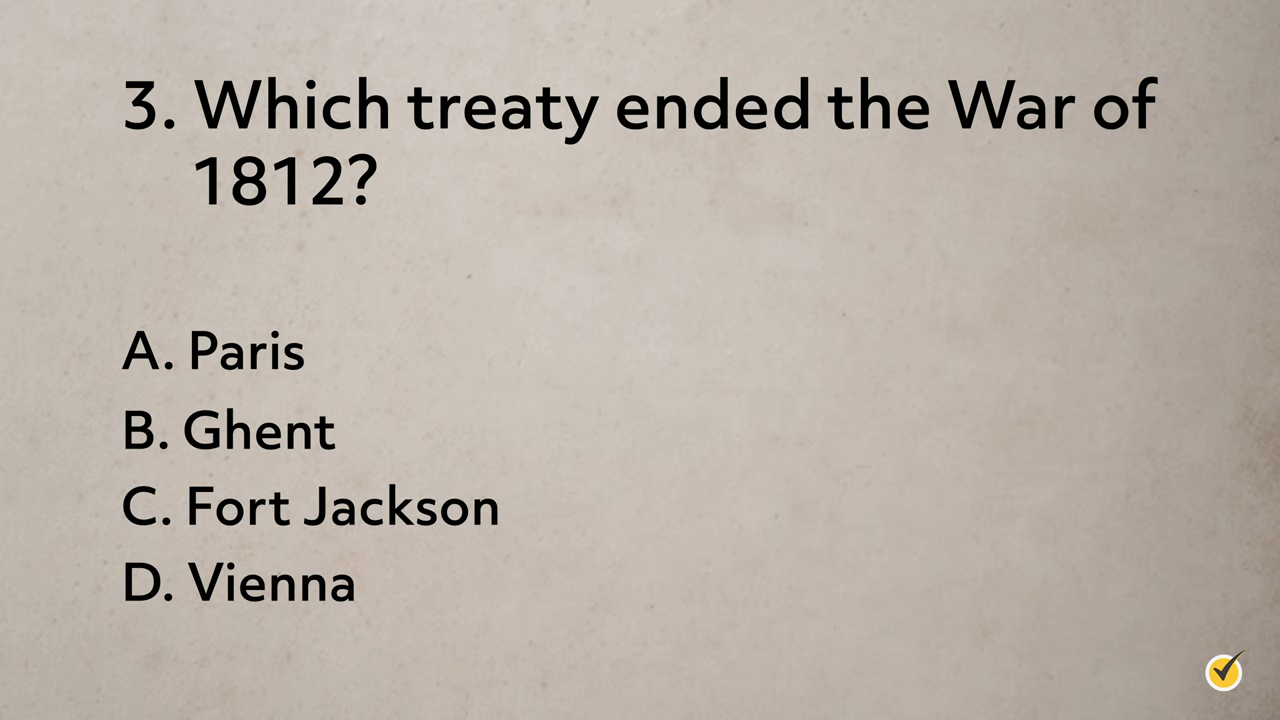 3. Which treaty ended the War of
1812?
A. Paris
B. Ghent
C. Fort Jackson
D. Vienna